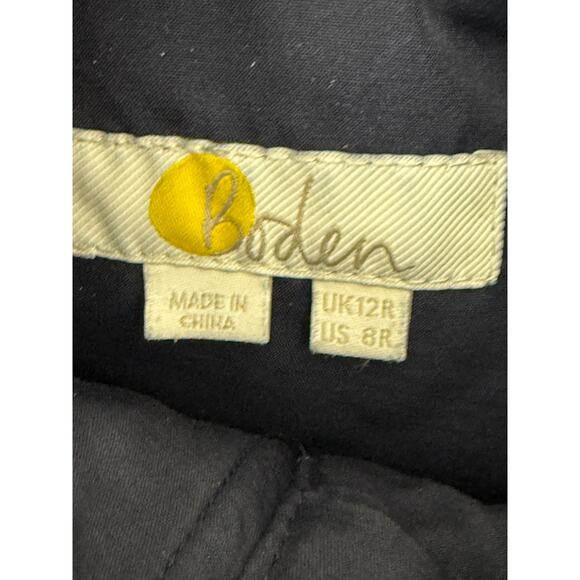 Boden
MADE IN
CHINA
UK12R
US 8R